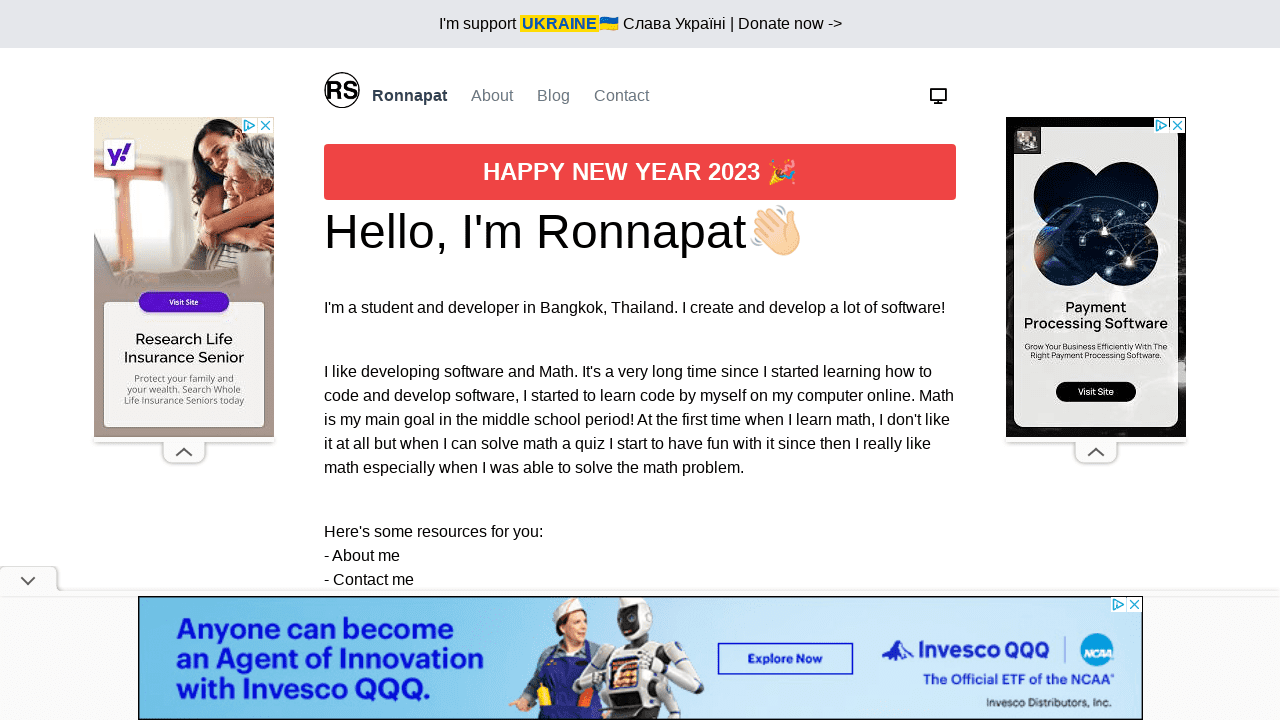 I'm support UKRAINE🇺🇦 Слава Україні | Donate now ->
RS Ronnapat About Blog Contact
HAPPY NEW YEAR 2023 🎉
Hello, I'm Ronnapat👋🏻
I'm a student and developer in Bangkok, Thailand. I create and develop a lot of software!
I like developing software and Math. It's a very long time since I started learning how to
code and develop software, I started to learn code by myself on my computer online. Math
is my main goal in the middle school period! At the first time when I learn math, I don't like
it at all but when I can solve math a quiz I start to have fun with it since then I really like
math especially when I was able to solve the math problem.
Here's some resources for you:
- About me
- Contact me
y!
Visit Site
Research Life
Insurance Senior
Protect your family and
your wealth. Search Whole
Life Insurance Seniors today
Payment
Processing Software
Grow Your Business Efficiently With The
Right Payment Processing Software.
Visit Site
Anyone can become
an Agent of Innovation
with Invesco QQQ.
Explore Now
Invesco QQQ | NCAA
The Official ETF of the NCAA®
Invesco Distributors, Inc.